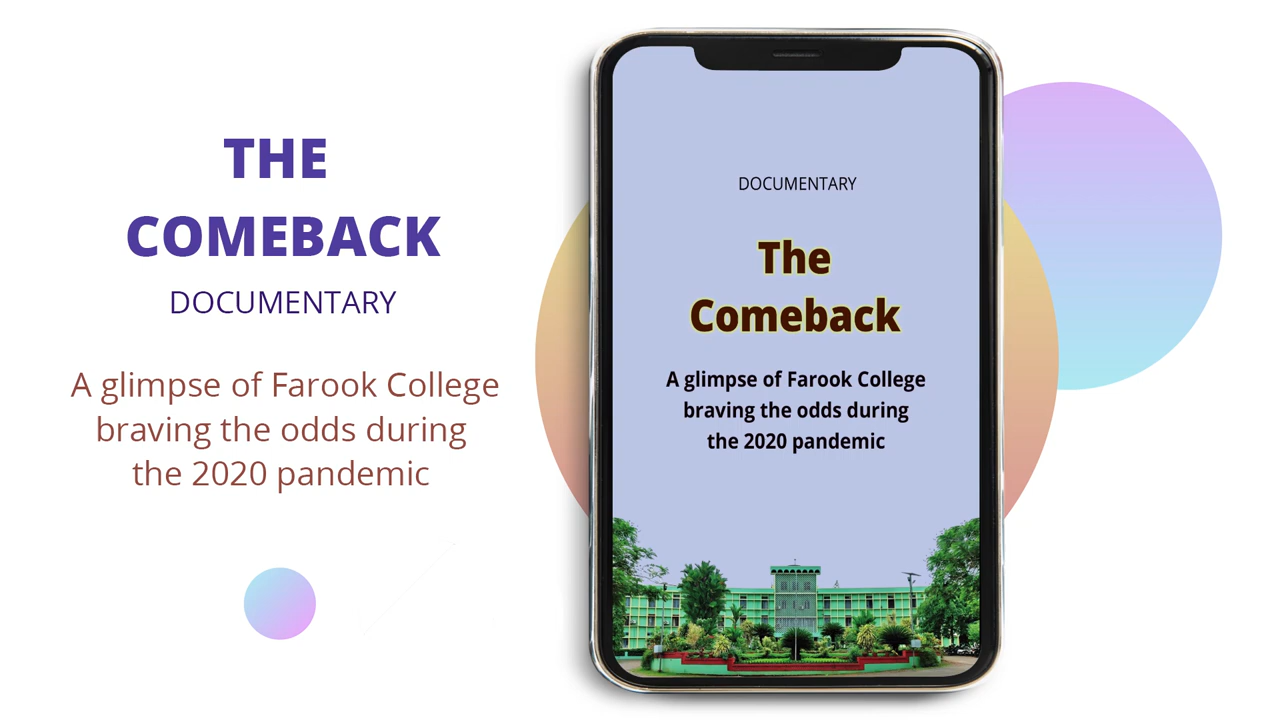 THE
COMEBACK
DOCUMENTARY
A glimpse of Farook College
braving the odds during
the 2020 pandemic
DOCUMENTARY
The
Comeback
A glimpse of Farook College
braving the odds during
the 2020 pandemic